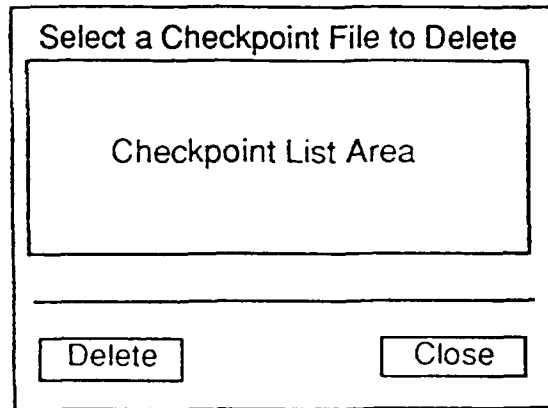 Select a Checkpoint File to Delete
Checkpoint List Area
Delete Close